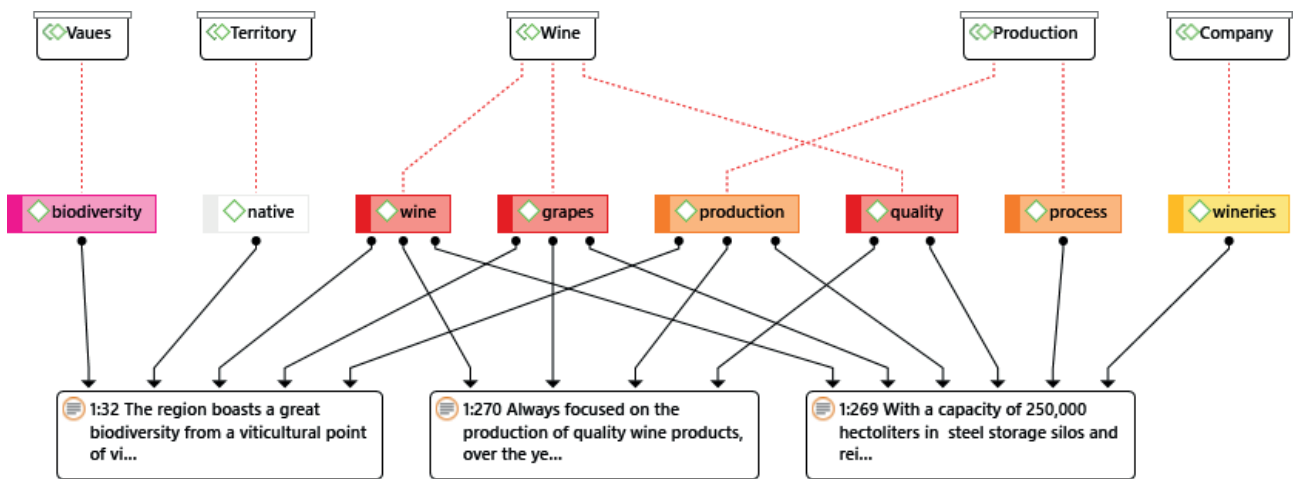 Vaues
Territory
Wine
Production
Company
biodiversity
native
wine
grapes
production
quality
process
wineries
1:32 The region boasts a great
biodiversity from a viticultural point
of vi...
1:270 Always focused on the
production of quality wine products,
over the ye...
1:269 With a capacity of 250,000
hectoliters in steel storage silos and
rei...